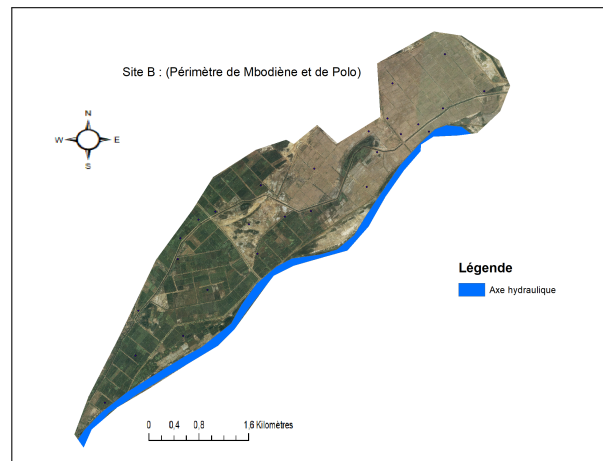 Site B : (Périmètre de Mbodiène et de Polo)
N
W E
S
Légende
Axe hydraulique
0 0,4 0,8 1,6 Kilomètres